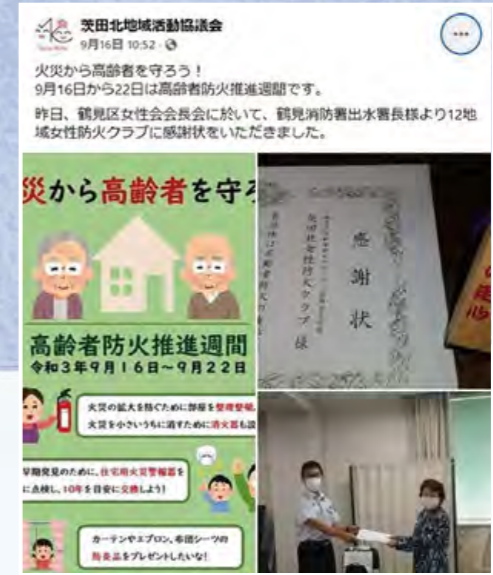 茨田北地域活動協議会
9月16日 10:52
火災から高齢者を守ろう！
9月16日から22日は高齢者防火推進週間です。
昨日、鶴見区女性会会長会に於いて、鶴見消防署出水署長様より12地
域女性防火クラブに感謝状をいただきました。
災から高齢者を守
高齢者防火推進週間
令和3年9月16日～9月22日
火災の拡大を防ぐために部屋を整理整頓
火災を小さいうちに消すために消火器も設
早期発見のために、住宅用火災警報器を
に点検し、10年を目安に交換しよう！
カーテンやエプロン、布団シーツの
防炎品をプレゼントしたいな！
感謝状
茨田北女性防火クラブ 様